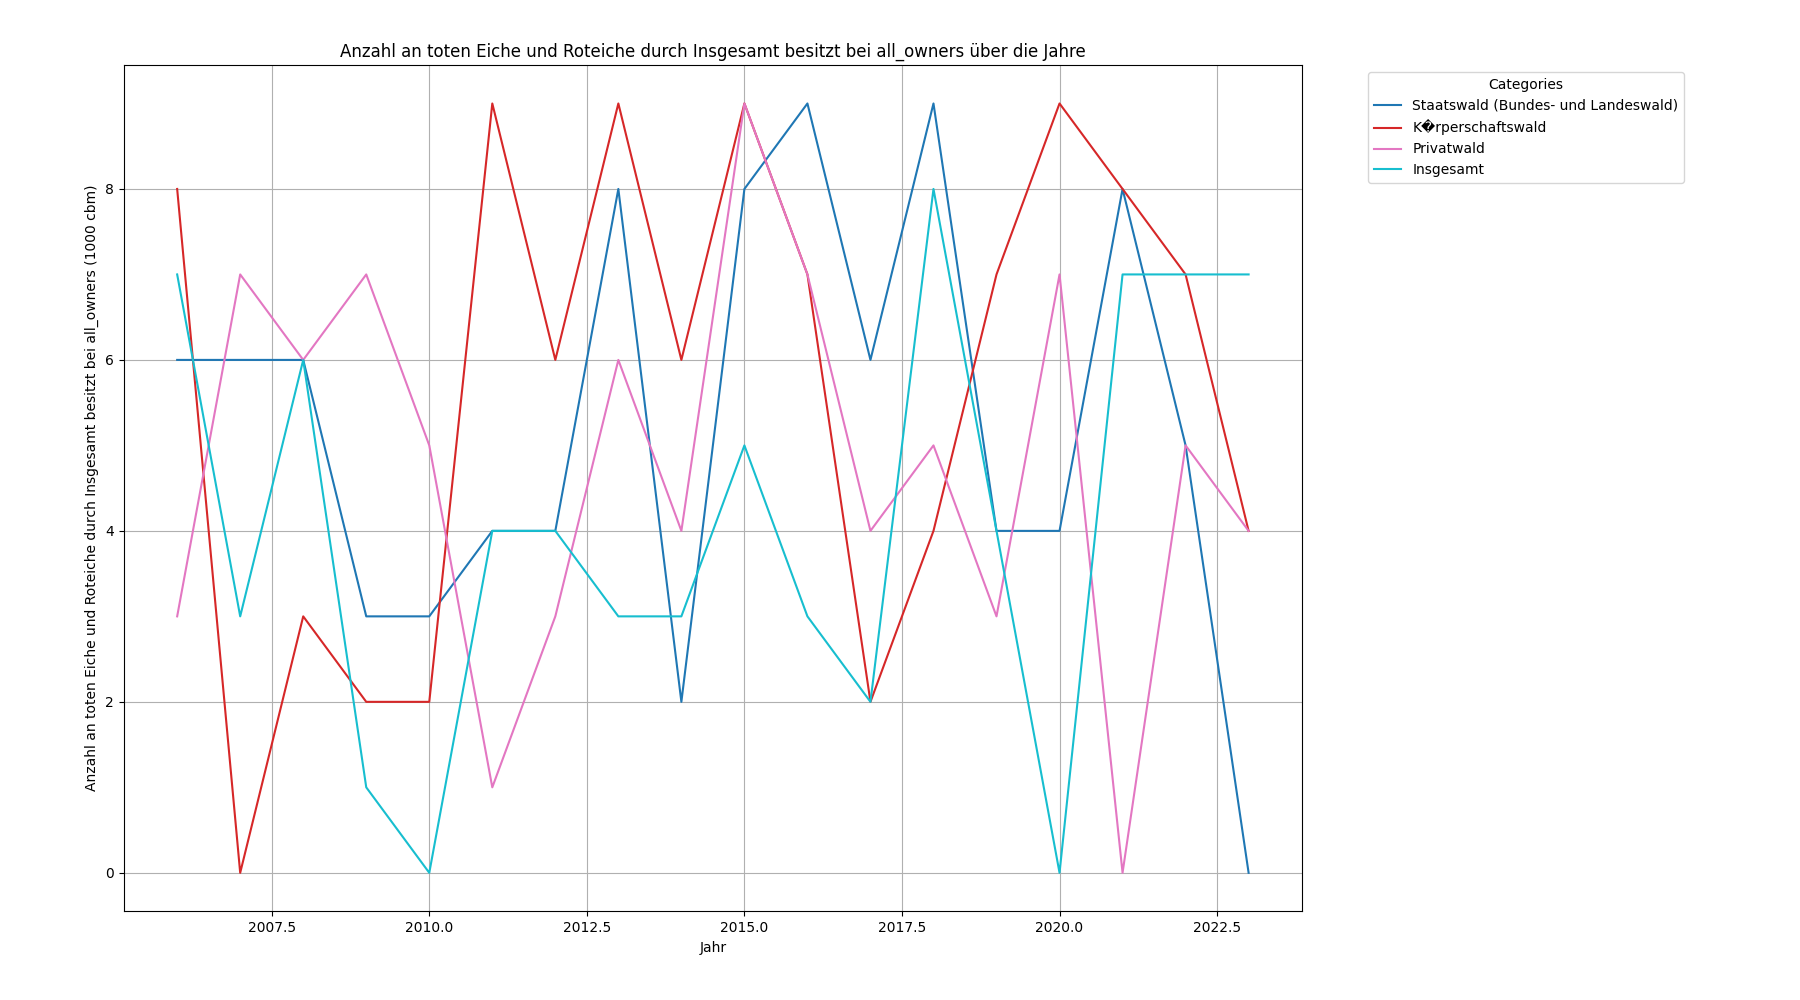 Anzahl an toten Eiche und Roteiche durch Insgesamt besitzt bei all_owners über die Jahre
Categories
Staatswald (Bundes- und Landeswald)
K�rperschaftswald
Privatwald
Insgesamt
Anzahl an toten Eiche und Roteiche durch Insgesamt besitzt bei all_owners (1000 cbm)
8
6
4
2
0
2007.5 2010.0 2012.5 2015.0 2017.5 2020.0 2022.5
Jahr